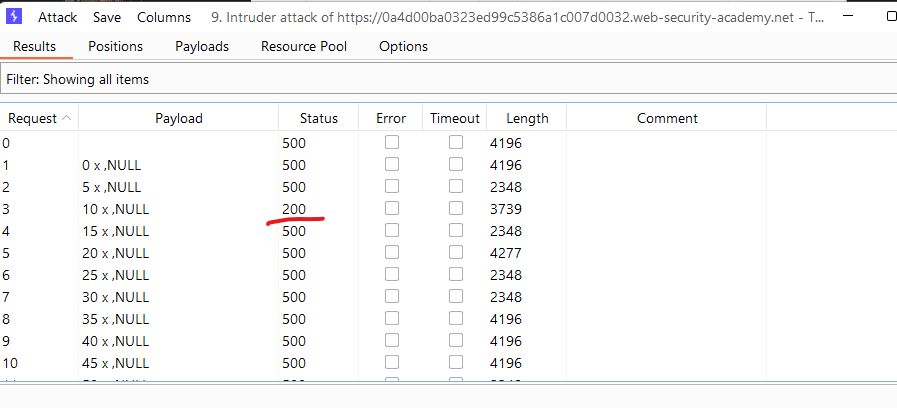 Attack Save Columns 9. Intruder attack of https://0a4d00ba0323ed99c5386a1c007d0032.web-security-academy.net - T...
Results Positions Payloads Resource Pool Options
Filter: Showing all items
Request Payload Status Error Timeout Length Comment
0 500 4196
1 0 x ,NULL 500 4196
2 5 x ,NULL 500 2348
3 10 x ,NULL 200 3739
4 15 x ,NULL 500 2348
5 20 x ,NULL 500 4277
6 25 x ,NULL 500 2348
7 30 x ,NULL 500 2348
8 35 x ,NULL 500 4196
9 40 x ,NULL 500 4196
10 45 x ,NULL 500 4196